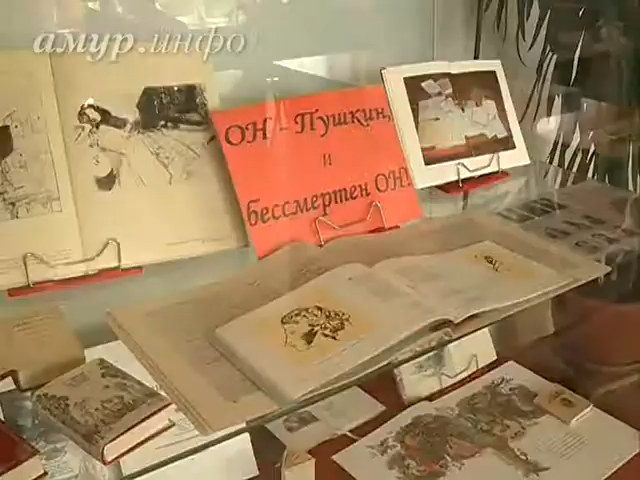 амур.инфо
ОН - Пушкин,
и
бессмертен ОН!